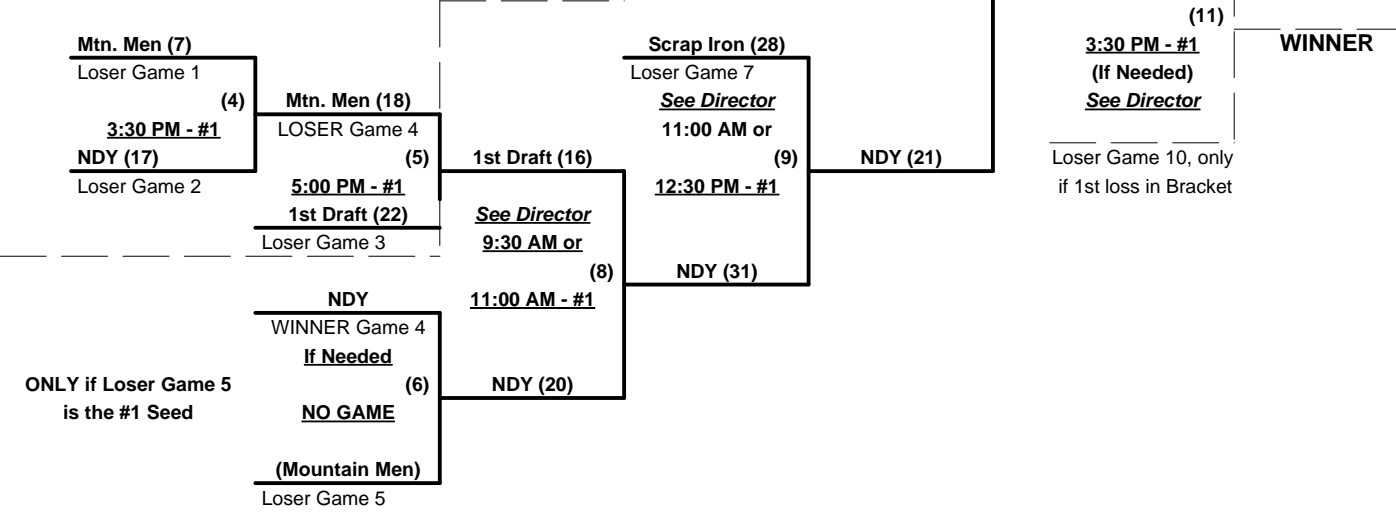 Mtn. Men (7)
Loser Game 1
(4)
3:30 PM - #1
NDY (17)
Loser Game 2
Mtn. Men (18)
LOSER Game 4
(5)
5:00 PM - #1
1st Draft (22)
Loser Game 3
NDY
WINNER Game 4
If Needed
(6)
NO GAME
(Mountain Men)
Loser Game 5
ONLY if Loser Game 5
is the #1 Seed
1st Draft (16)
See Director
9:30 AM or
(8)
11:00 AM - #1
NDY (20)
Scrap Iron (28)
Loser Game 7
See Director
11:00 AM or
(9)
12:30 PM - #1
NDY (31)
NDY (21)
(11)
3:30 PM - #1
(If Needed)
See Director
Loser Game 10, only
if 1st loss in Bracket
WINNER